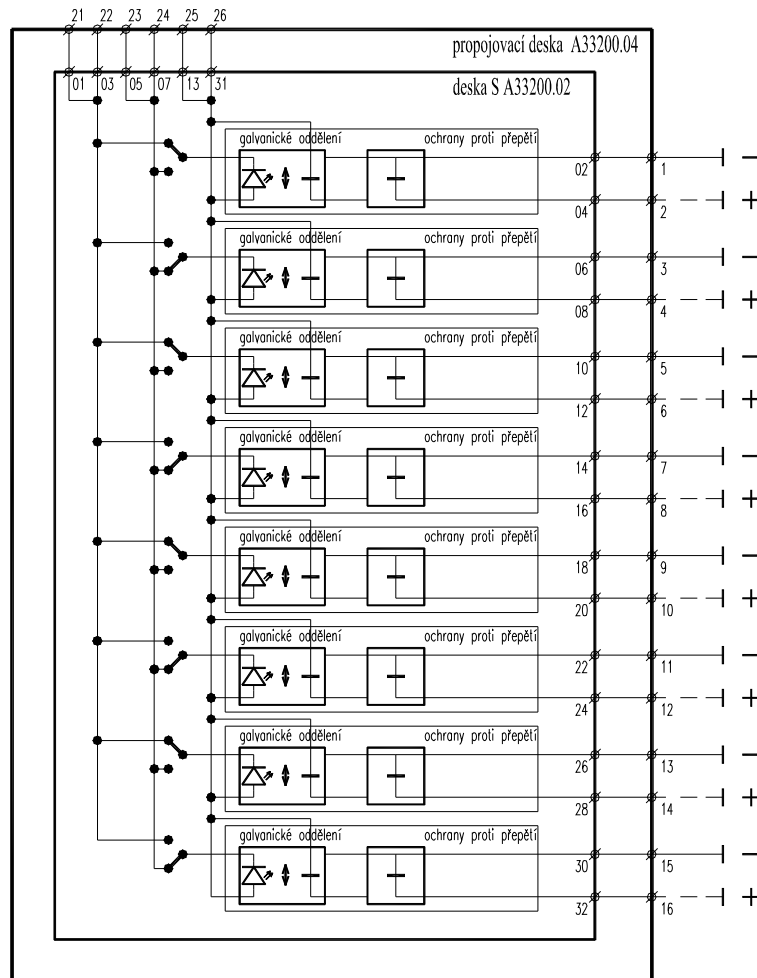 21 22 23 24 25 26
propojovací deska A33200.04
01 03 05 07 13 31
deska S A33200.02
galvanické oddělení ochrany proti přepětí
02 1 −
04 2 +
galvanické oddělení ochrany proti přepětí
06 3 −
08 4 +
galvanické oddělení ochrany proti přepětí
10 5 −
12 6 +
galvanické oddělení ochrany proti přepětí
14 7 −
16 8 +
galvanické oddělení ochrany proti přepětí
18 9 −
20 10 +
galvanické oddělení ochrany proti přepětí
22 11 −
24 12 +
galvanické oddělení ochrany proti přepětí
26 13 −
28 14 +
galvanické oddělení ochrany proti přepětí
30 15 −
32 16 +